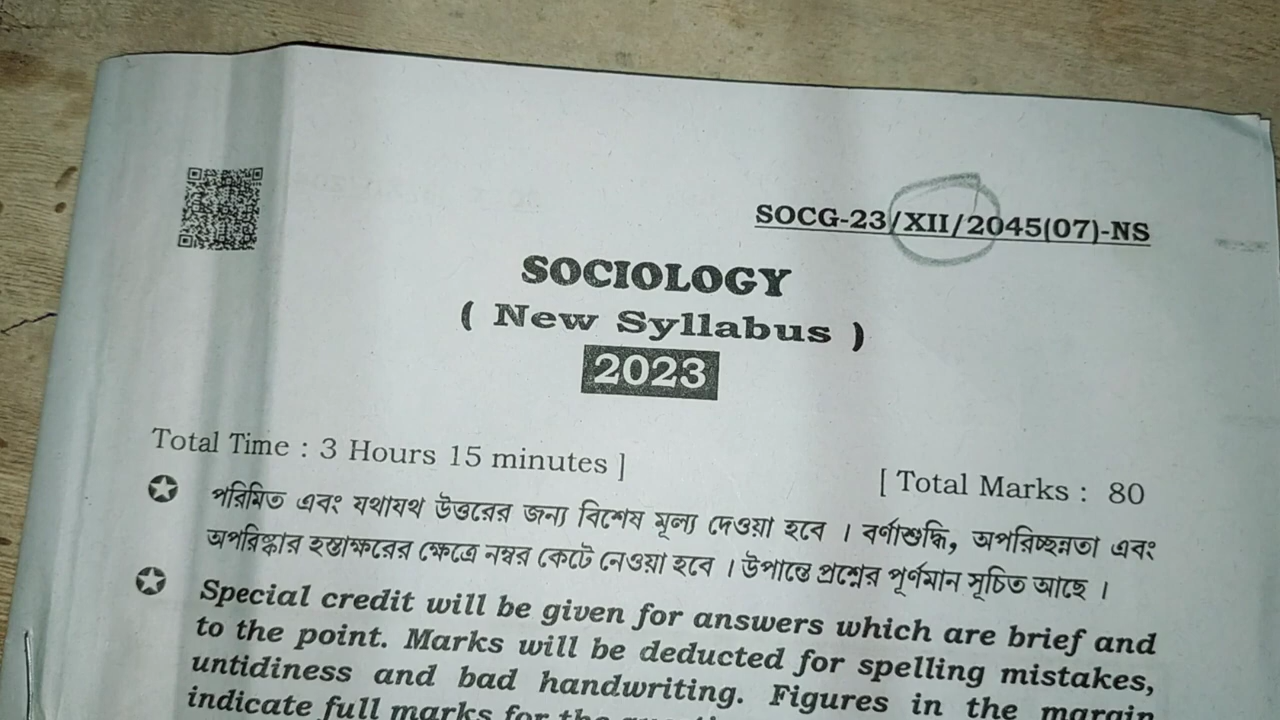 SOCG-23/XII/2045(07)-NS
SOCIOLOGY
( New Syllabus )
2023
Total Time : 3 Hours 15 minutes ]
[ Total Marks : 80
পরিমিত এবং যথাযথ উত্তরের জন্য বিশেষ মূল্য দেওয়া হবে । বর্ণাশুদ্ধি, অপরিচ্ছন্নতা এবং
অপরিষ্কার হস্তাক্ষরের ক্ষেত্রে নম্বর কেটে নেওয়া হবে । উপান্তে প্রশ্নের পূর্ণমান সূচিত আছে ।
Special credit will be given for answers which are brief and
to the point. Marks will be deducted for spelling mistakes,
untidiness and bad handwriting. Figures in the margin
indicate full marks for the